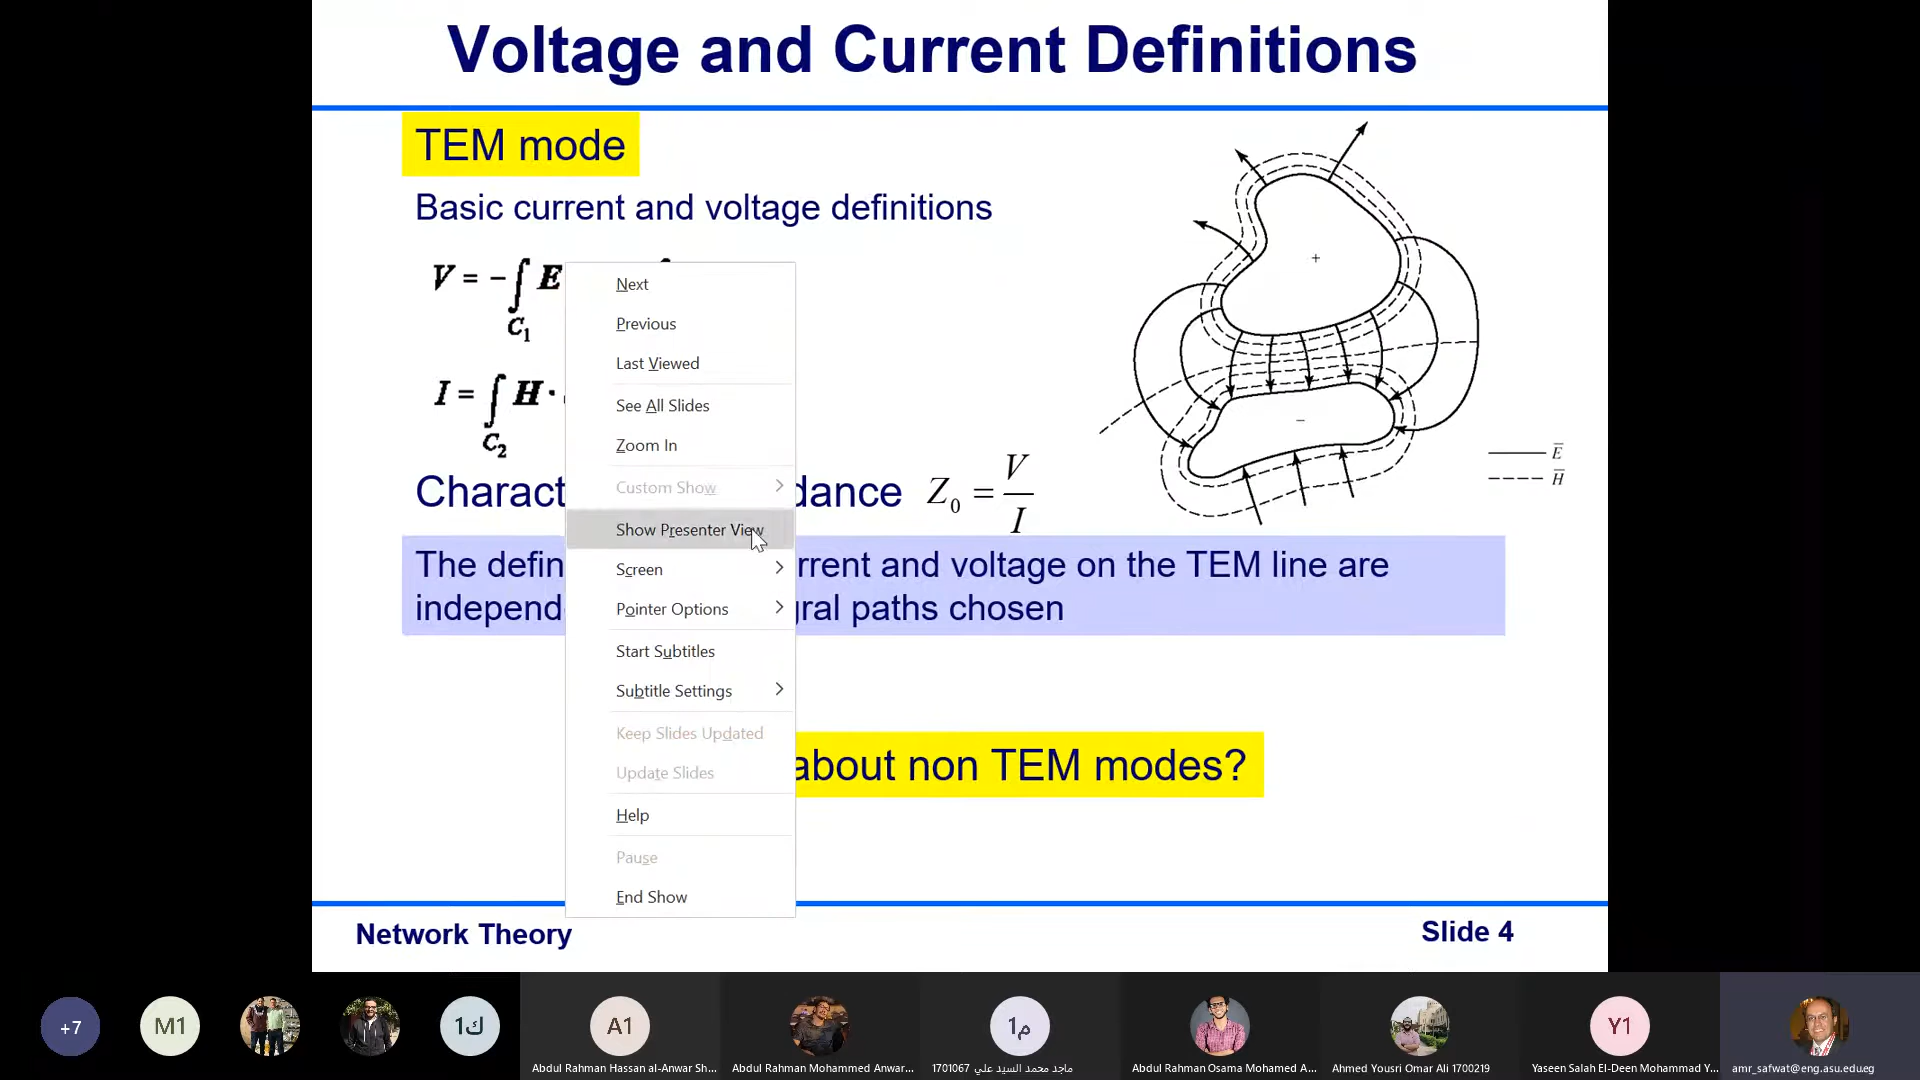 Voltage and Current Definitions
TEM mode
Basic current and voltage definitions
V = -∫ E
C1
I = ∫ H ·
C2
+
−
E̅
H̅
Charact
dance
Z0 = V/I
The defin
rrent and voltage on the TEM line are
independ
gral paths chosen
about non TEM modes?
Next
Previous
Last Viewed
See All Slides
Zoom In
Custom Show
Show Presenter View
Screen
Pointer Options
Start Subtitles
Subtitle Settings
Keep Slides Updated
Update Slides
Help
Pause
End Show
Network Theory
Slide 4
+7
M1
ك1
A1
م1
Y1
Abdul Rahman Hassan al-Anwar Sh...
Abdul Rahman Mohammed Anwar...
ماجد محمد السيد علي 1701067
Abdul Rahman Osama Mohamed A...
Ahmed Yousri Omar Ali 1700219
Yaseen Salah El-Deen Mohammad Y...
amr_safwat@eng.asu.edu.eg